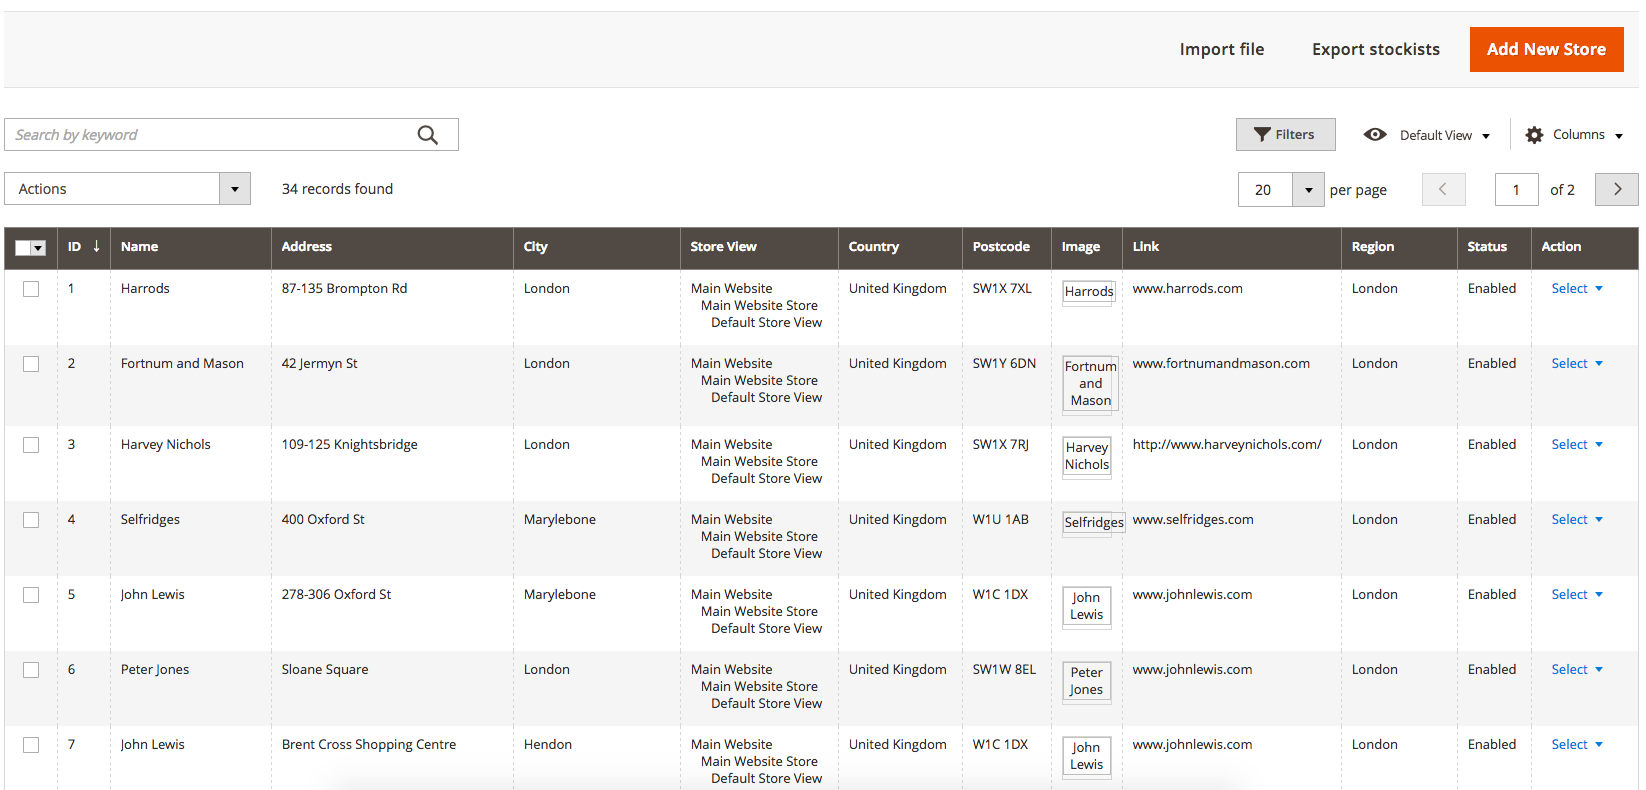 Import file Export stockists Add New Store
Search by keyword Filters Default View Columns
Actions 34 records found 20 per page 1 of 2
ID Name Address City Store View Country Postcode Image Link Region Status Action
1 Harrods 87-135 Brompton Rd London Main Website United Kingdom SW1X 7XL Harrods www.harrods.com London Enabled Select
Main Website Store
Default Store View
2 Fortnum and Mason 42 Jermyn St London Main Website United Kingdom SW1Y 6DN Fortnum www.fortnumandmason.com London Enabled Select
Main Website Store and
Default Store View Mason
3 Harvey Nichols 109-125 Knightsbridge London Main Website United Kingdom SW1X 7RJ Harvey http://www.harveynichols.com/ London Enabled Select
Main Website Store Nichols
Default Store View
4 Selfridges 400 Oxford St Marylebone Main Website United Kingdom W1U 1AB Selfridges www.selfridges.com London Enabled Select
Main Website Store
Default Store View
5 John Lewis 278-306 Oxford St Marylebone Main Website United Kingdom W1C 1DX John www.johnlewis.com London Enabled Select
Main Website Store Lewis
Default Store View
6 Peter Jones Sloane Square London Main Website United Kingdom SW1W 8EL Peter www.johnlewis.com London Enabled Select
Main Website Store Jones
Default Store View
7 John Lewis Brent Cross Shopping Centre Hendon Main Website United Kingdom W1C 1DX John www.johnlewis.com London Enabled Select
Main Website Store Lewis
Default Store View